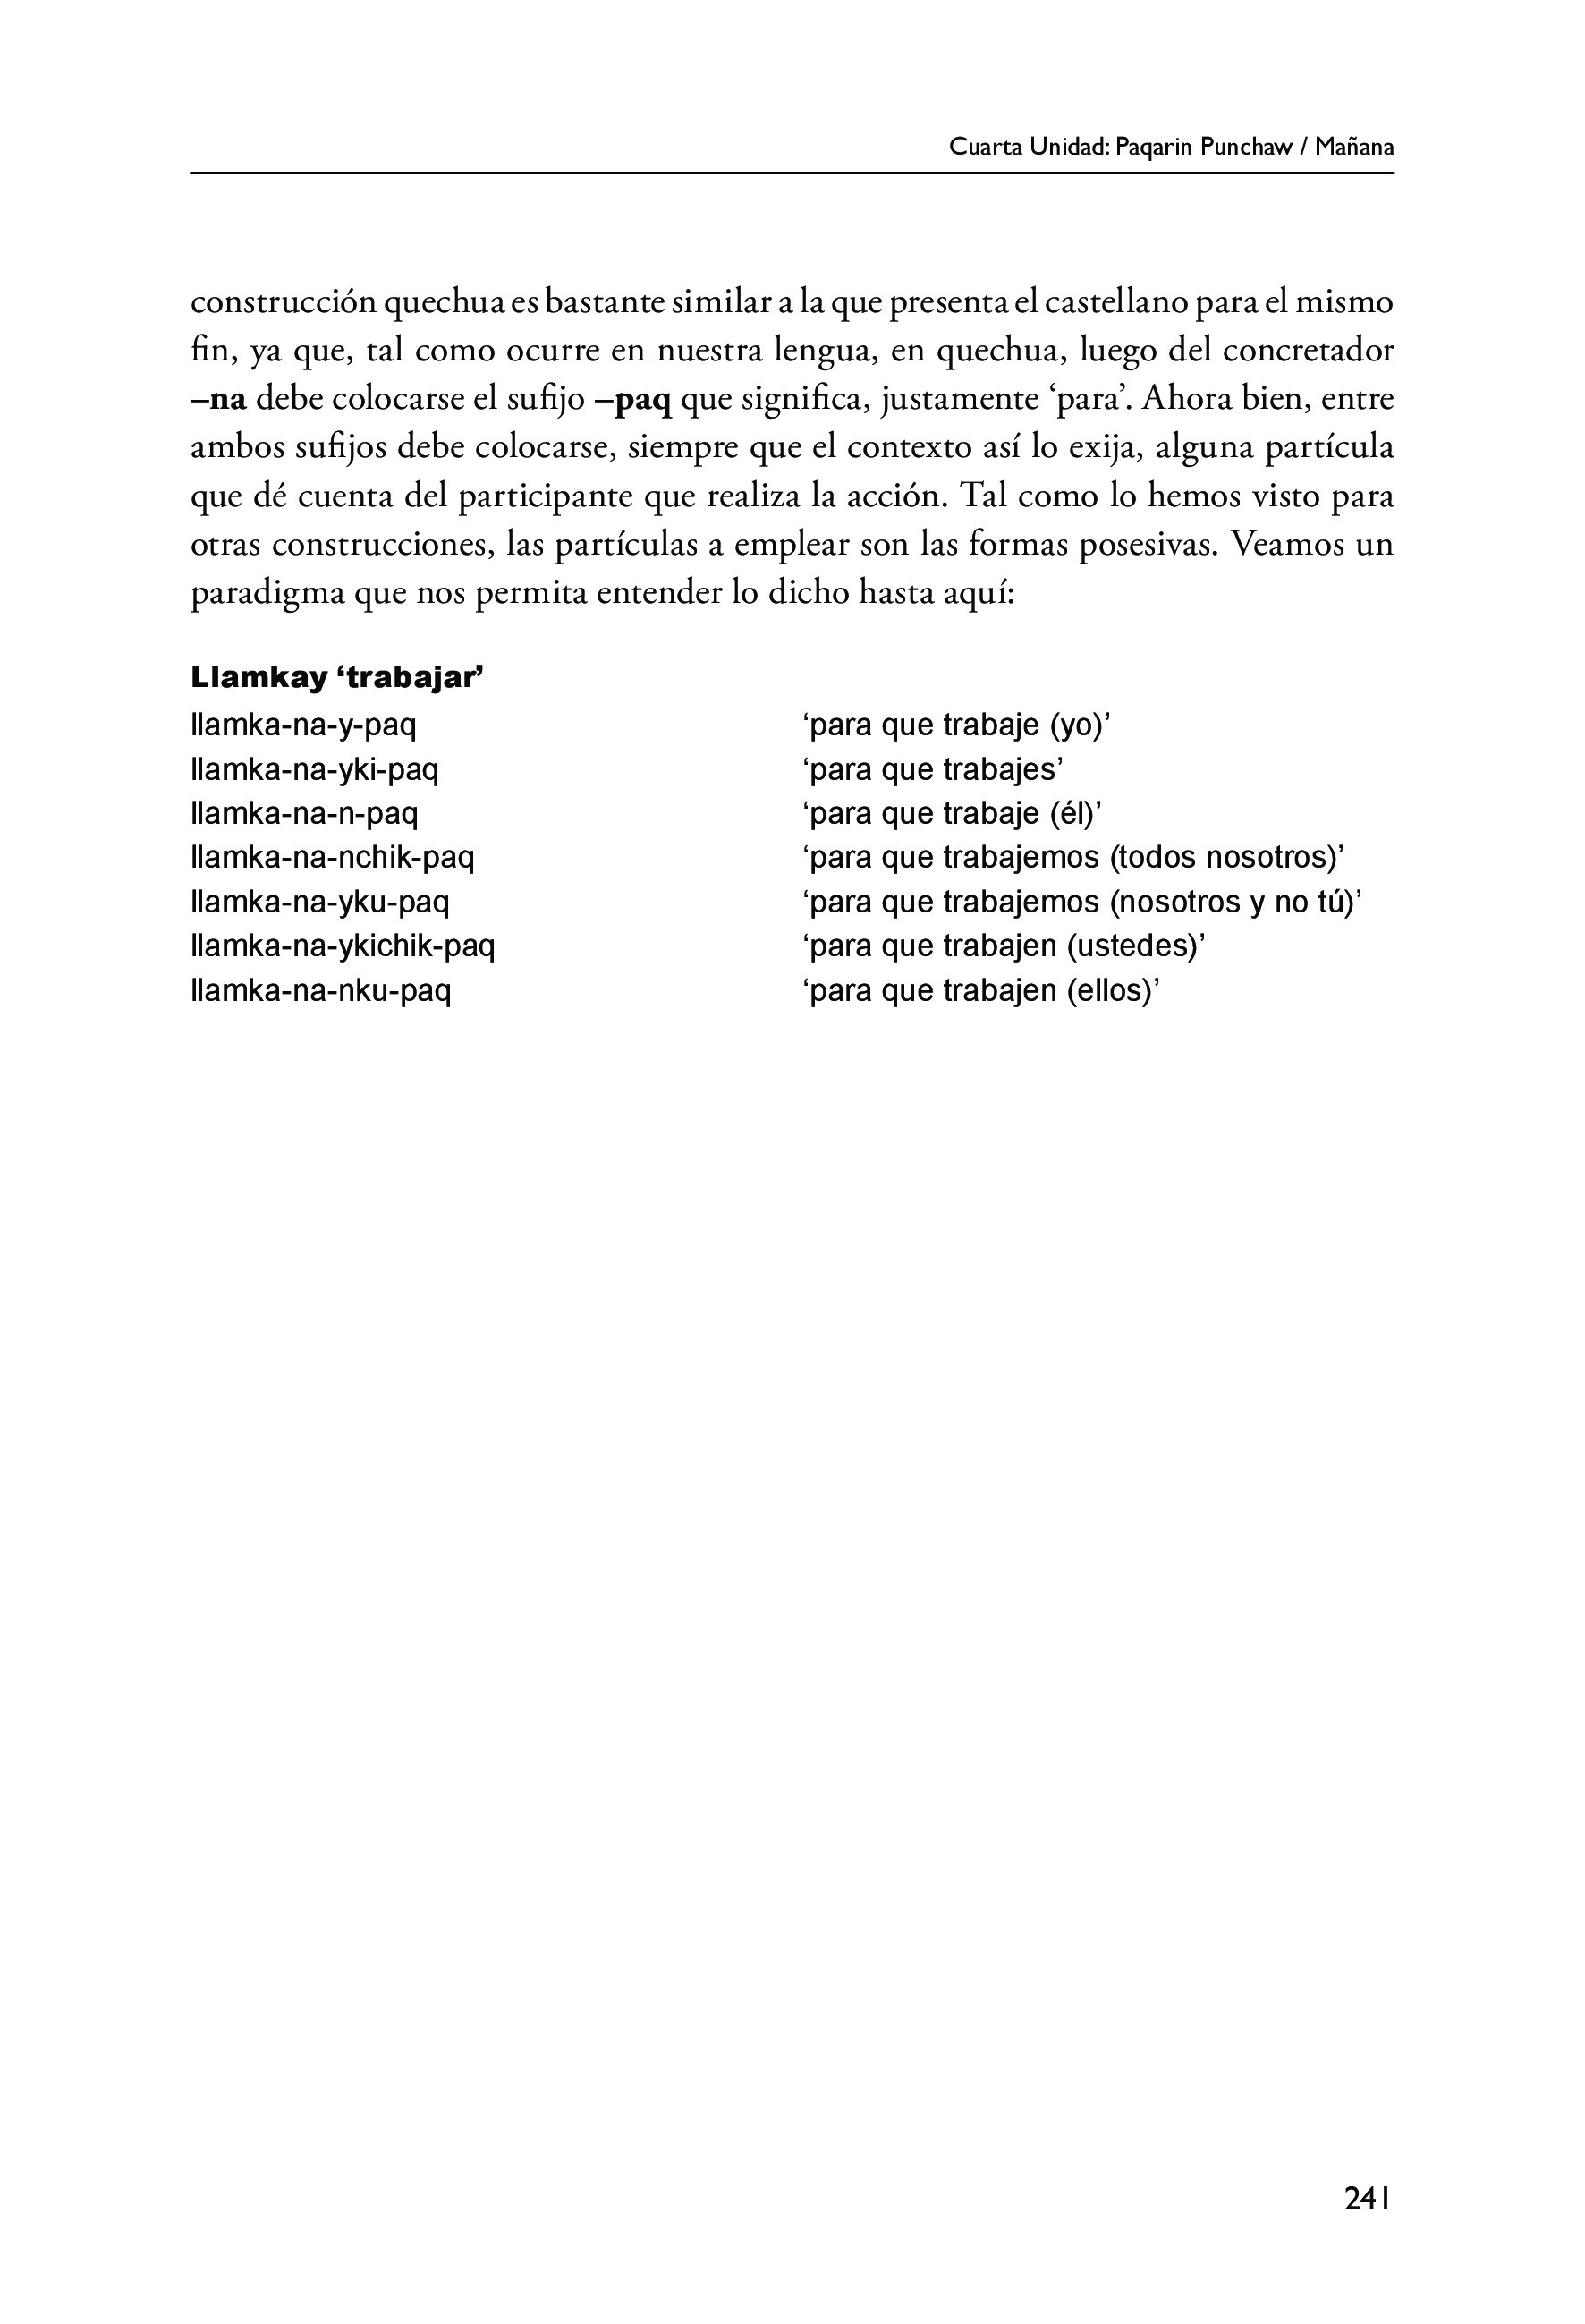 Cuarta Unidad: Paqarin Punchaw / Mañana
construcción quechua es bastante similar a la que presenta el castellano para el mismo
fin, ya que, tal como ocurre en nuestra lengua, en quechua, luego del concretador
–na debe colocarse el sufijo –paq que significa, justamente ‘para’. Ahora bien, entre
ambos sufijos debe colocarse, siempre que el contexto así lo exija, alguna partícula
que dé cuenta del participante que realiza la acción. Tal como lo hemos visto para
otras construcciones, las partículas a emplear son las formas posesivas. Veamos un
paradigma que nos permita entender lo dicho hasta aquí:
Llamkay ‘trabajar’
llamka-na-y-paq ‘para que trabaje (yo)’
llamka-na-yki-paq ‘para que trabajes’
llamka-na-n-paq ‘para que trabaje (él)’
llamka-na-nchik-paq ‘para que trabajemos (todos nosotros)’
llamka-na-yku-paq ‘para que trabajemos (nosotros y no tú)’
llamka-na-ykichik-paq ‘para que trabajen (ustedes)’
llamka-na-nku-paq ‘para que trabajen (ellos)’
241